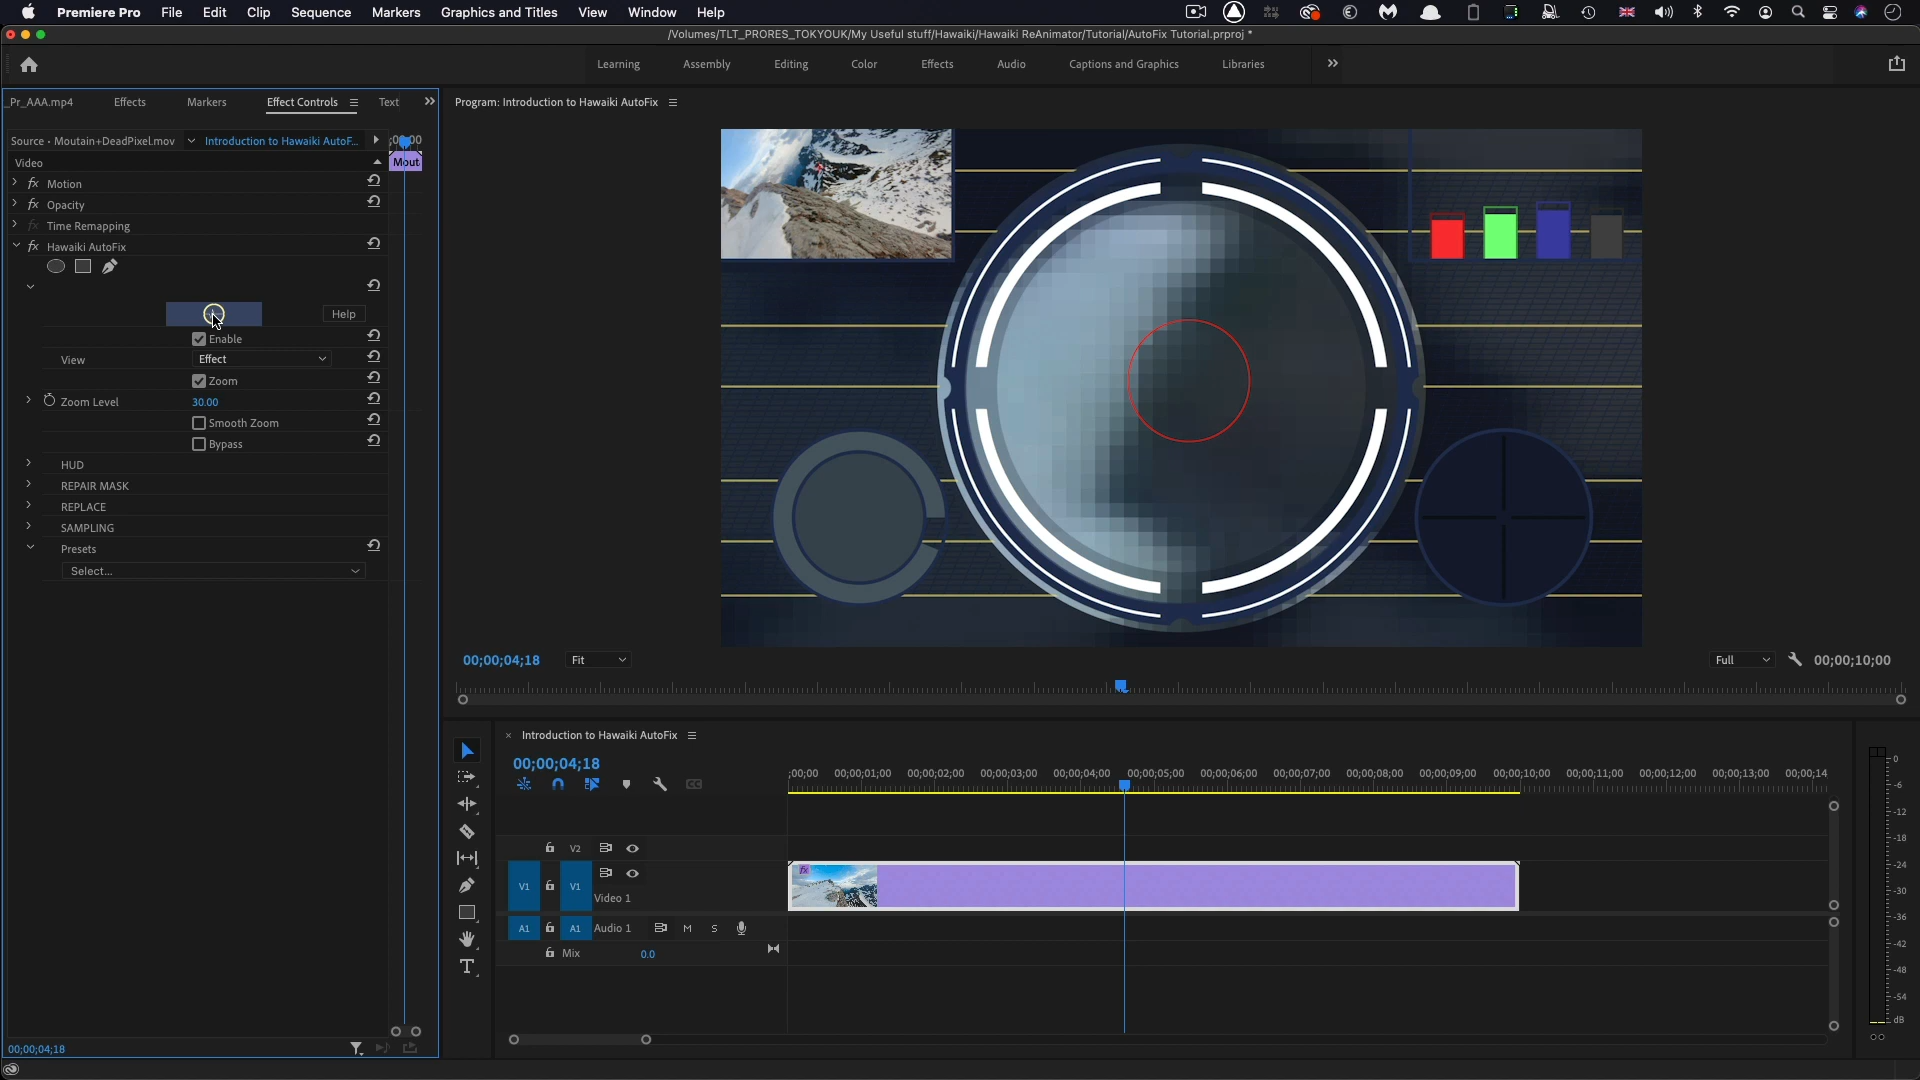 Premiere Pro File Edit Clip Sequence Markers Graphics and Titles View Window Help
/Volumes/TLT_PRORES_TOKYOUK/My Useful stuff/Hawaiki/Hawaiki ReAnimator/Tutorial/AutoFix Tutorial.prproj *
Learning Assembly Editing Color Effects Audio Captions and Graphics Libraries
_Pr_AAA.mp4 Effects Markers Effect Controls Text
Program: Introduction to Hawaiki AutoFix
Source • Moutain+DeadPixel.mov Introduction to Hawaiki AutoF... ;00;00
Video Mout
fx Motion
fx Opacity
fx Time Remapping
fx Hawaiki AutoFix
Help
Enable
View Effect
Zoom
Zoom Level 30.00
Smooth Zoom
Bypass
HUD
REPAIR MASK
REPLACE
SAMPLING
Presets
Select...
00;00;04;18 Fit Full 00;00;10;00
Introduction to Hawaiki AutoFix
00;00;04;18
;00;00 00;00;01;00 00;00;02;00 00;00;03;00 00;00;04;00 00;00;05;00 00;00;06;00 00;00;07;00 00;00;08;00 00;00;09;00 00;00;10;00 00;00;11;00 00;00;12;00 00;00;13;00 00;00;14
V2
V1 V1 Video 1
fx
A1 A1 Audio 1 M S
Mix 0.0
0
-6
-12
-18
-24
-30
-36
-42
-48
-54
dB
00;00;04;18